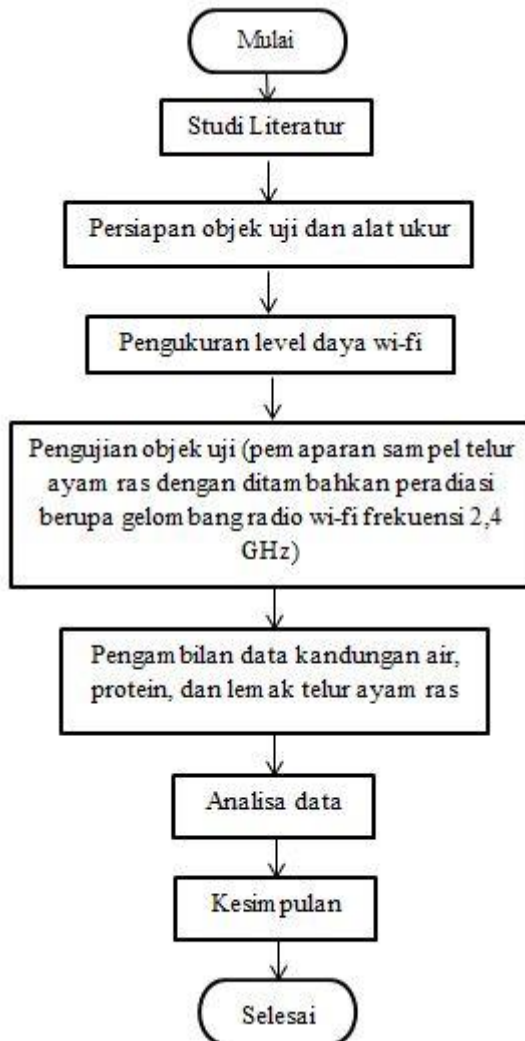 Mulai
Studi Literatur
Persiapan objek uji dan alat ukur
Pengukuran level daya wi-fi
Pengujian objek uji (pemaparan sampel telur
ayam ras dengan ditambahkan peradiasi
berupa gelombang radio wi-fi frekuensi 2,4
GHz)
Pengambilan data kandungan air,
protein, dan lemak telur ayam ras
Analisa data
Kesimpulan
Selesai